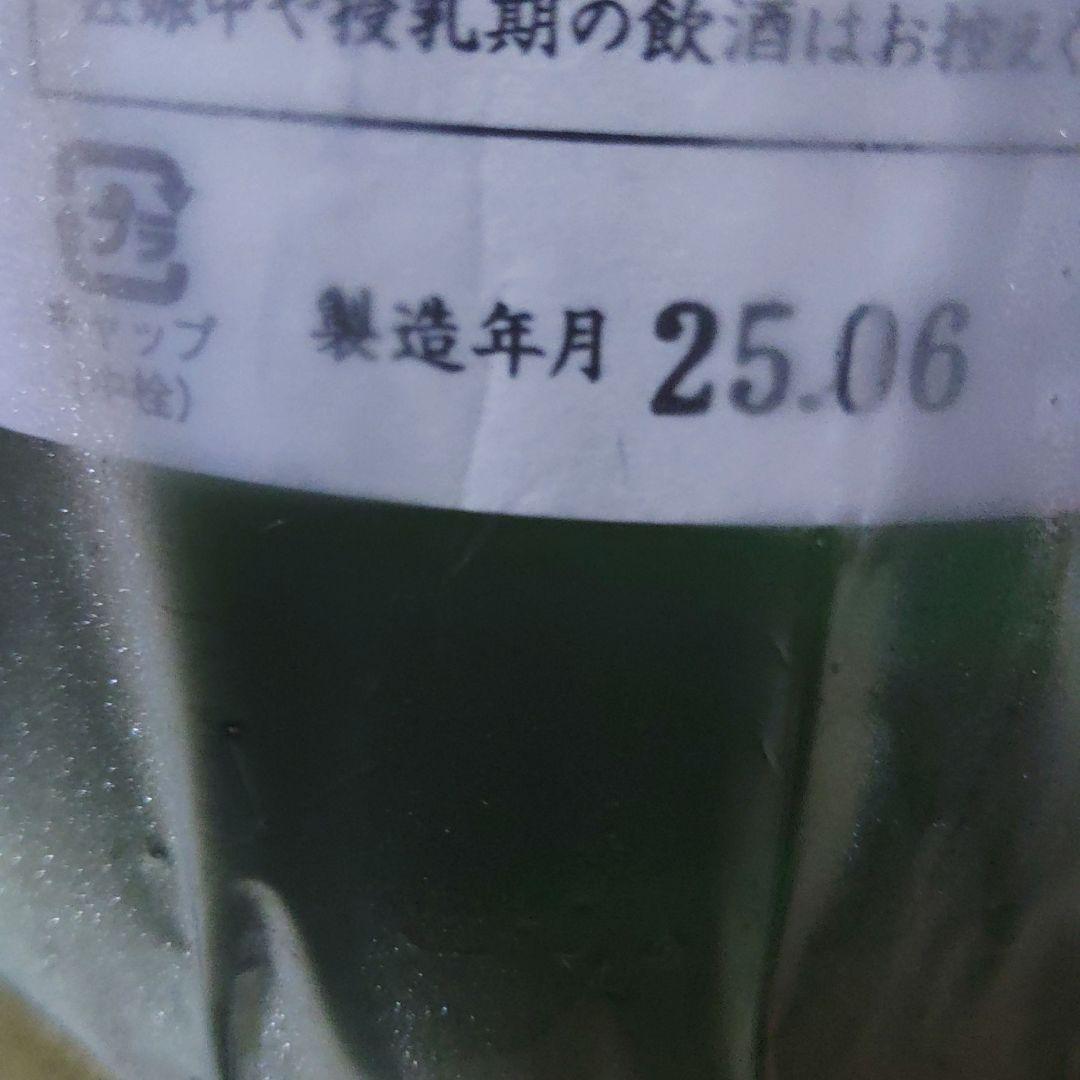 妊娠中や授乳期の飲酒はお控えく
プラ
キャップ
(中栓)
製造年月 25.06